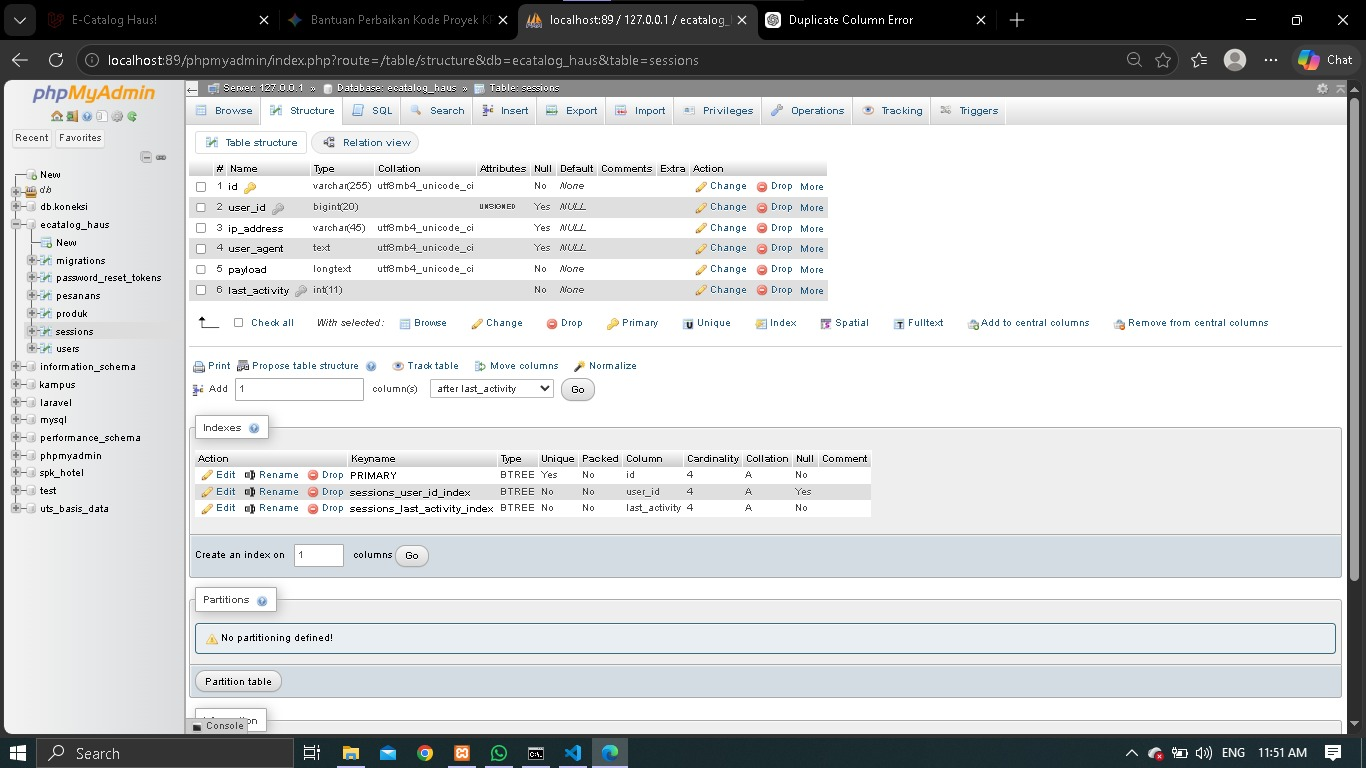 E-Catalog Haus!
Bantuan Perbaikan Kode Proyek K
localhost:89 / 127.0.0.1 / ecatalog_
Duplicate Column Error
localhost:89/phpmyadmin/index.php?route=/table/structure&db=ecatalog_haus&table=sessions
Chat
phpMyAdmin
Recent Favorites
New
db
db.koneksi
ecatalog_haus
New
migrations
password_reset_tokens
pesanans
produk
sessions
users
information_schema
kampus
laravel
mysql
performance_schema
phpmyadmin
spk_hotel
test
uts_basis_data
Server: 127.0.0.1 » Database: ecatalog_haus » Table: sessions
Browse Structure SQL Search Insert Export Import Privileges Operations Tracking Triggers
Table structure Relation view
# Name Type Collation Attributes Null Default Comments Extra Action
1 id varchar(255) utf8mb4_unicode_ci No None Change Drop More
2 user_id bigint(20) UNSIGNED Yes NULL Change Drop More
3 ip_address varchar(45) utf8mb4_unicode_ci Yes NULL Change Drop More
4 user_agent text utf8mb4_unicode_ci Yes NULL Change Drop More
5 payload longtext utf8mb4_unicode_ci No None Change Drop More
6 last_activity int(11) No None Change Drop More
Check all With selected: Browse Change Drop Primary Unique Index Spatial Fulltext Add to central columns Remove from central columns
Print Propose table structure Track table Move columns Normalize
Add 1 column(s) after last_activity Go
Indexes
Action Keyname Type Unique Packed Column Cardinality Collation Null Comment
Edit Rename Drop PRIMARY BTREE Yes No id 4 A No
Edit Rename Drop sessions_user_id_index BTREE No No user_id 4 A Yes
Edit Rename Drop sessions_last_activity_index BTREE No No last_activity 4 A No
Create an index on 1 columns Go
Partitions
No partitioning defined!
Partition table
Console
Search
ENG 11:51 AM